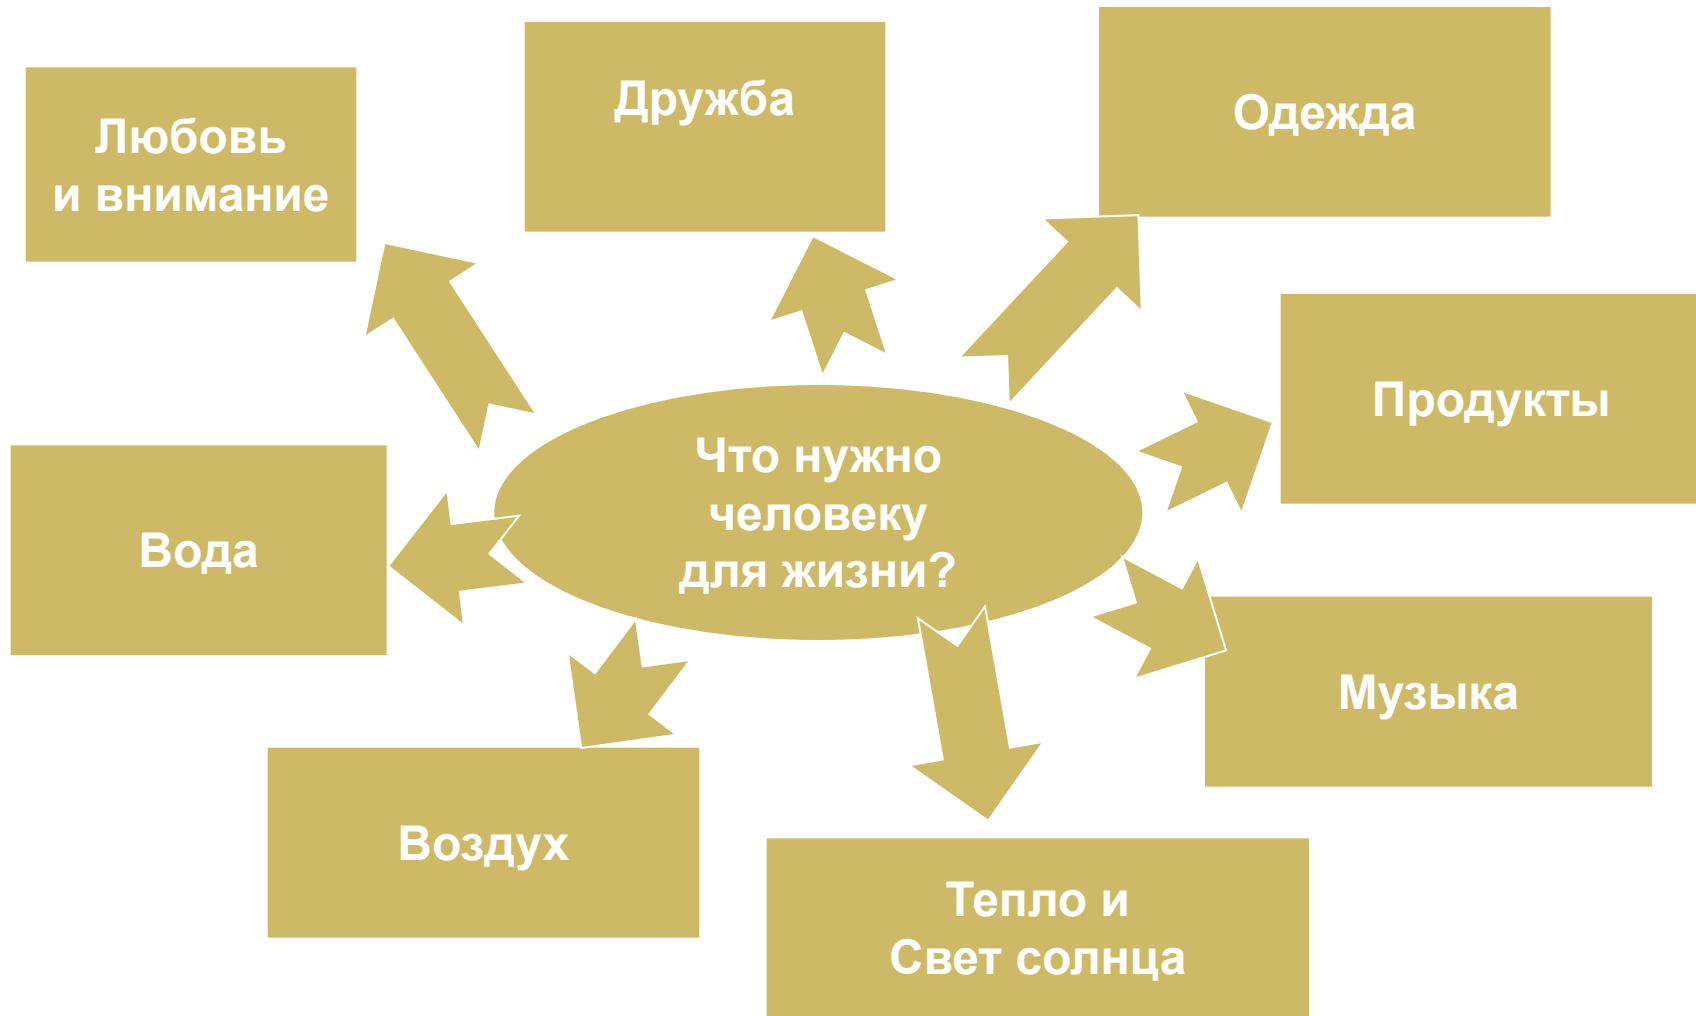 Любовь
и внимание
Дружба
Одежда
Продукты
Что нужно
человеку
для жизни?
Вода
Музыка
Воздух
Тепло и
Свет солнца